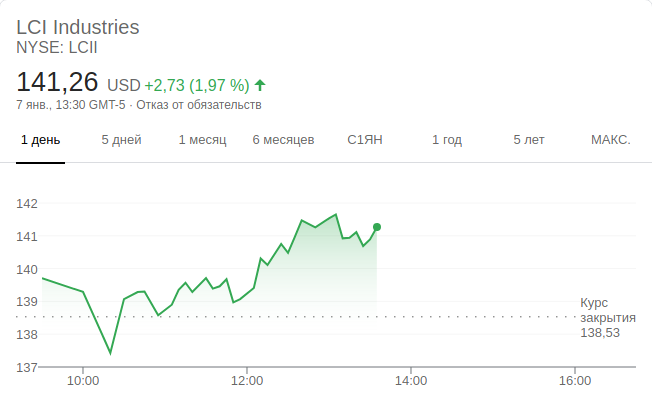 LCI Industries
NYSE: LCII
141,26 USD +2,73 (1,97 %)
7 янв., 13:30 GMT-5 · Отказ от обязательств
1 день 5 дней 1 месяц 6 месяцев С1ЯН 1 год 5 лет МАКС.
142
141
140
139
138
137
Курс
закрытия
138,53
10:00 12:00 14:00 16:00